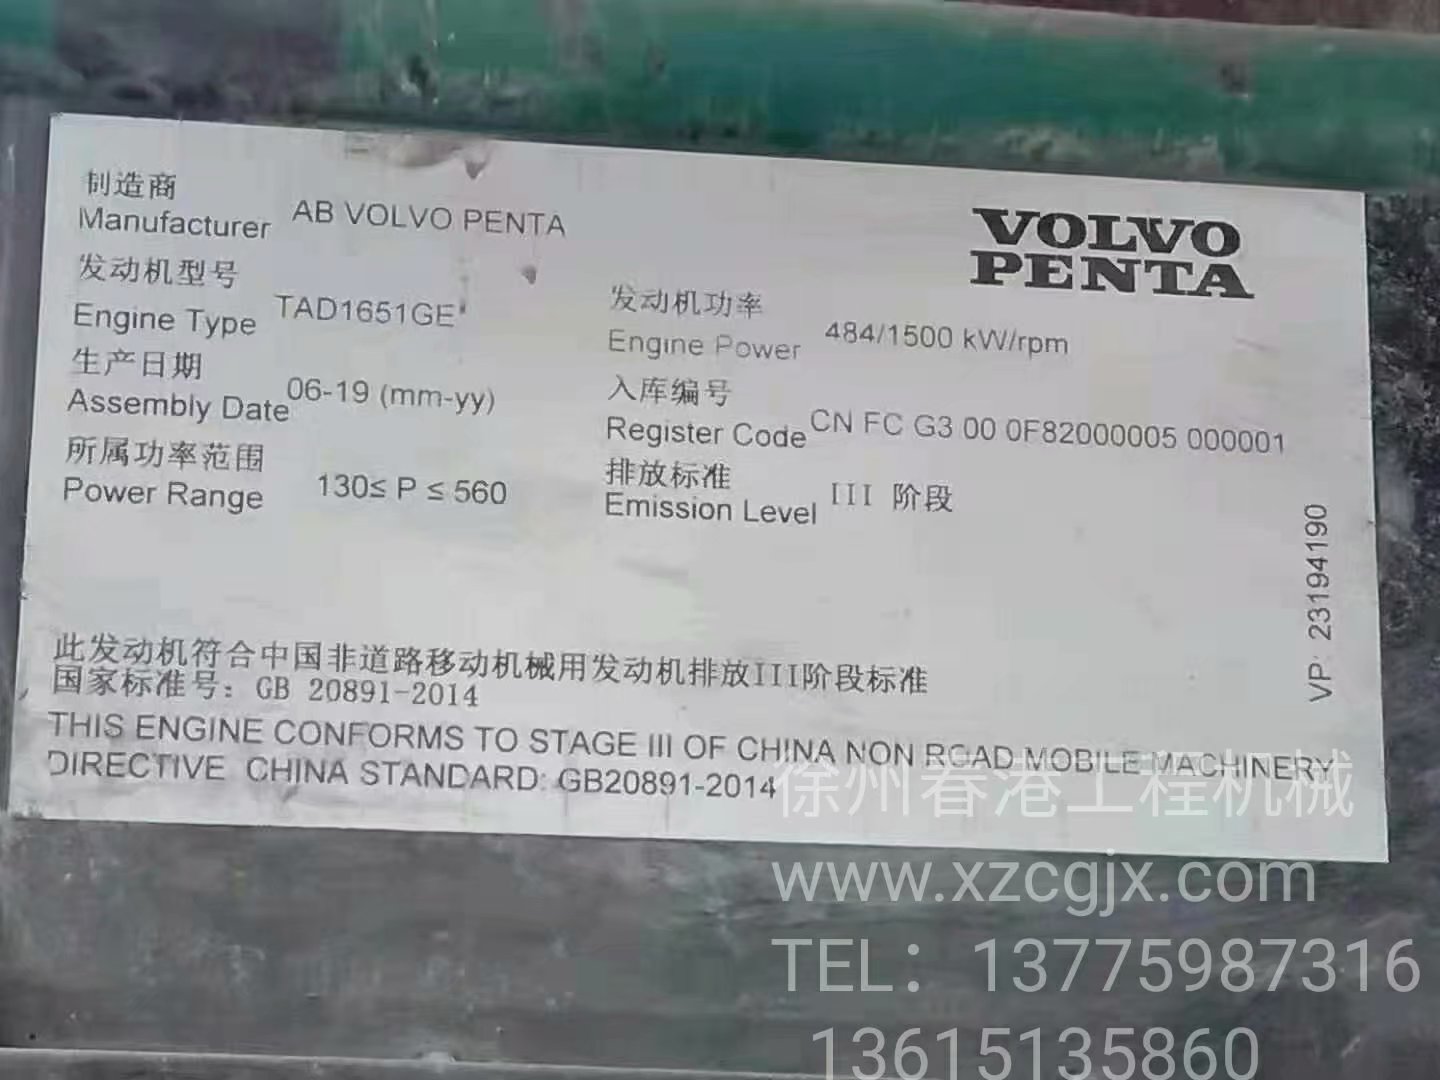 制造商
Manufacturer AB VOLVO PENTA
VOLVO
PENTA
发动机型号
Engine Type TAD1651GE
发动机功率
Engine Power 484/1500 kW/rpm
生产日期
Assembly Date 06-19 (mm-yy)
入库编号
Register Code CN FC G3 00 0F82000005 000001
所属功率范围
Power Range 130≤ P ≤ 560
排放标准
Emission Level III 阶段
VP: 23194190
此发动机符合中国非道路移动机械用发动机排放III阶段标准
国家标准号：GB 20891-2014
THIS ENGINE CONFORMS TO STAGE III OF CHINA NON ROAD MOBILE MACHINERY
DIRECTIVE CHINA STANDARD: GB20891-2014
徐州春港工程机械
www.xzcgjx.com
TEL：13775987316
13615135860